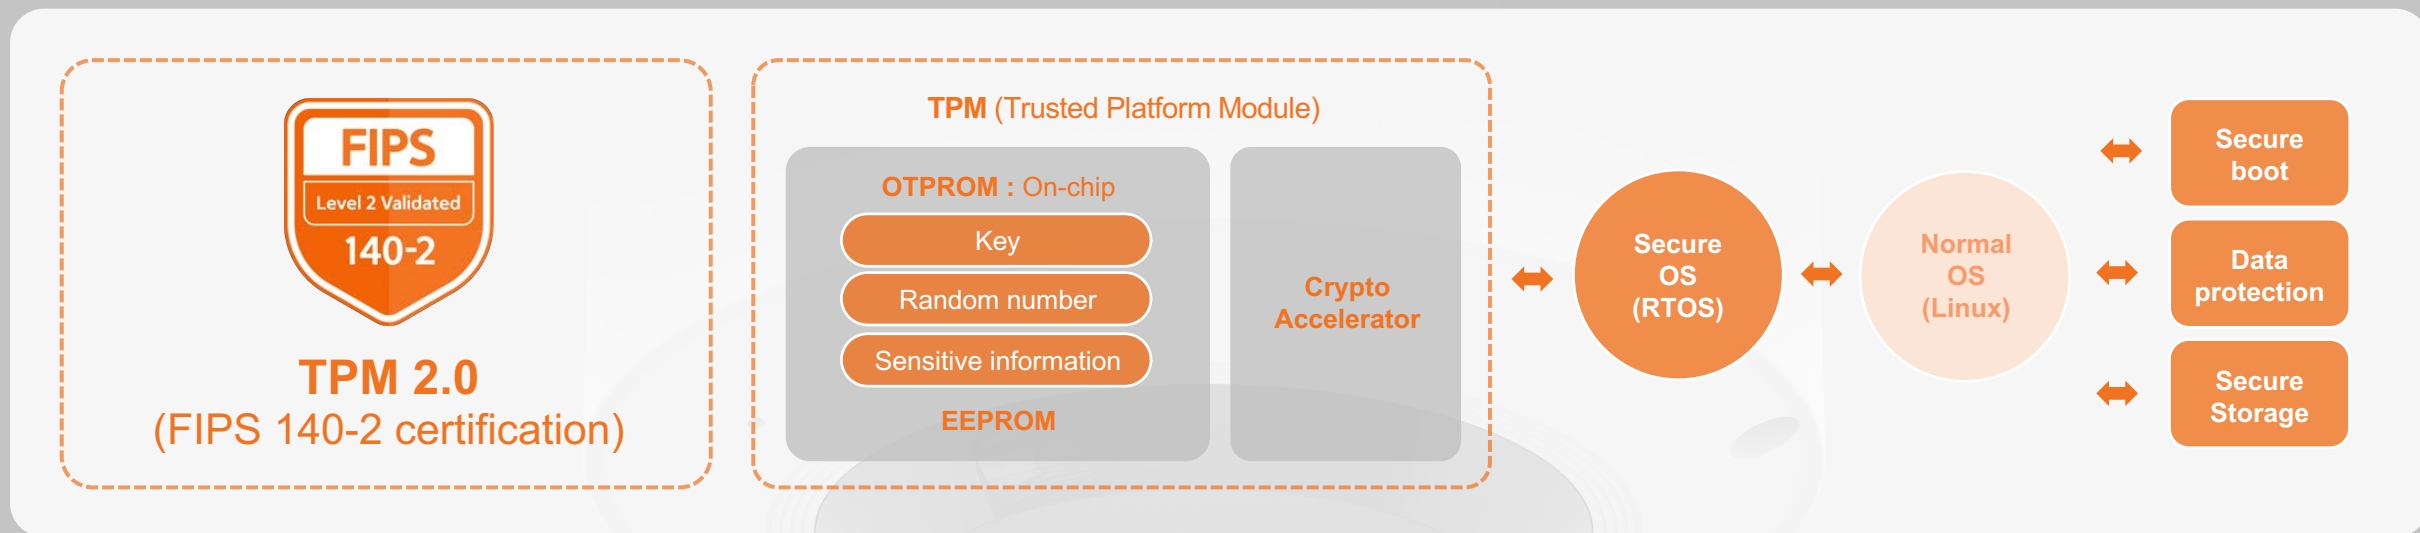 FIPS
Level 2 Validated
140-2
TPM 2.0
(FIPS 140-2 certification)
TPM (Trusted Platform Module)
OTPROM : On-chip
Key
Random number
Sensitive information
EEPROM
Crypto
Accelerator
Secure
OS
(RTOS)
Normal
OS
(Linux)
Secure
boot
Data
protection
Secure
Storage